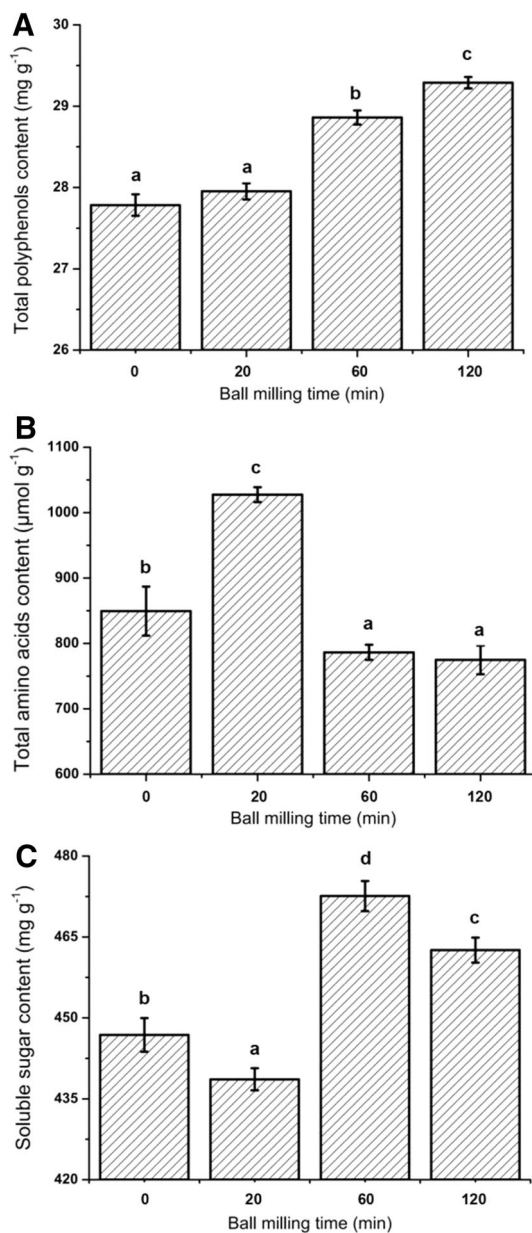 A
Total polyphenols content (mg g⁻¹)
30
29
28
27
26
a
a
b
c
0 20 60 120
Ball milling time (min)
B
Total amino acids content (μmol g⁻¹)
1100
1000
900
800
700
600
b
c
a
a
0 20 60 120
Ball milling time (min)
C
Soluble sugar content (mg g⁻¹)
480
465
450
435
420
b
a
d
c
0 20 60 120
Ball milling time (min)